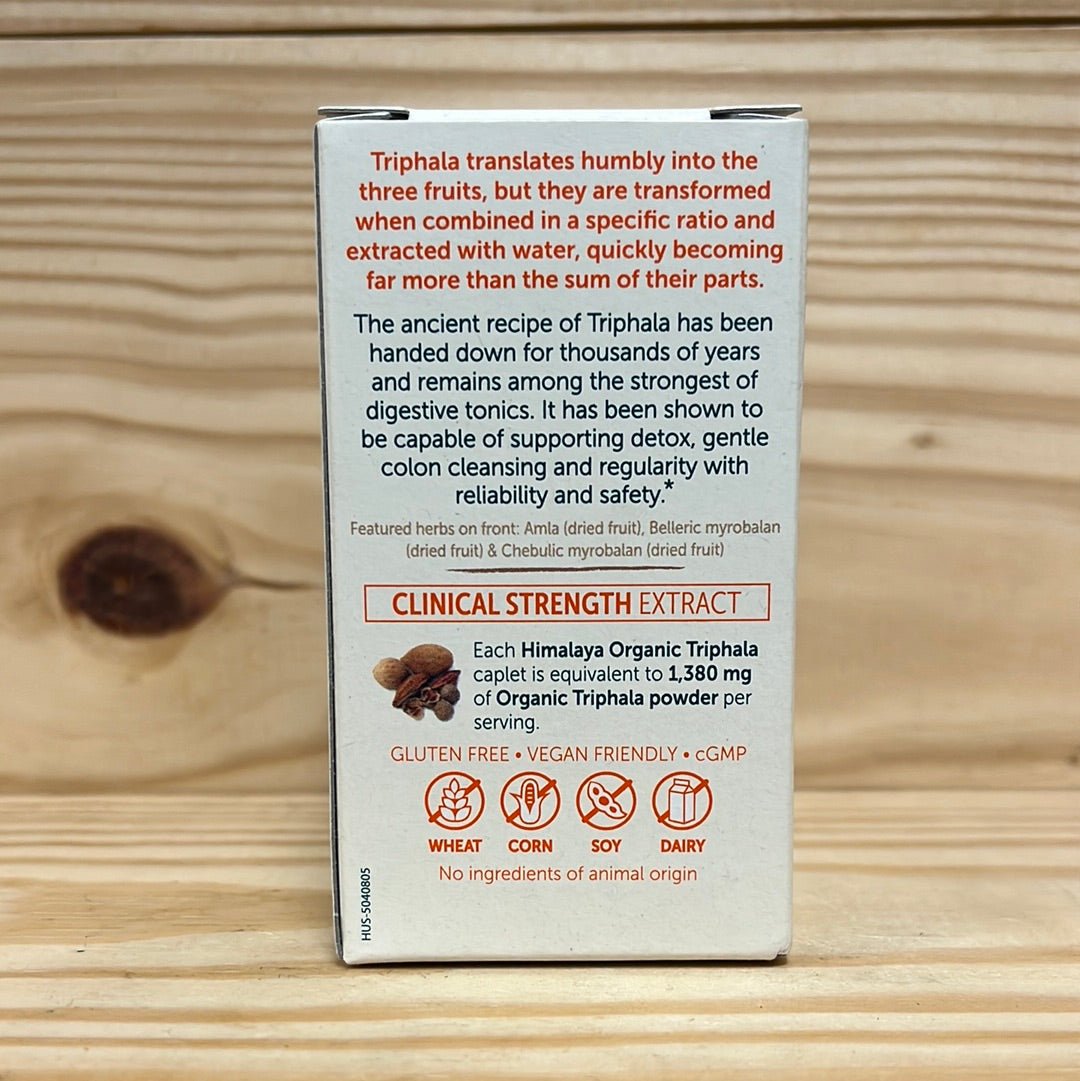 Triphala translates humbly into the
three fruits, but they are transformed
when combined in a specific ratio and
extracted with water, quickly becoming
far more than the sum of their parts.
The ancient recipe of Triphala has been
handed down for thousands of years
and remains among the strongest of
digestive tonics. It has been shown to
be capable of supporting detox, gentle
colon cleansing and regularity with
reliability and safety.*
Featured herbs on front: Amla (dried fruit), Belleric myrobalan
(dried fruit) & Chebulic myrobalan (dried fruit)
CLINICAL STRENGTH EXTRACT
Each Himalaya Organic Triphala
caplet is equivalent to 1,380 mg
of Organic Triphala powder per
serving.
GLUTEN FREE • VEGAN FRIENDLY • cGMP
WHEAT CORN SOY DAIRY
No ingredients of animal origin
HUS-5040805